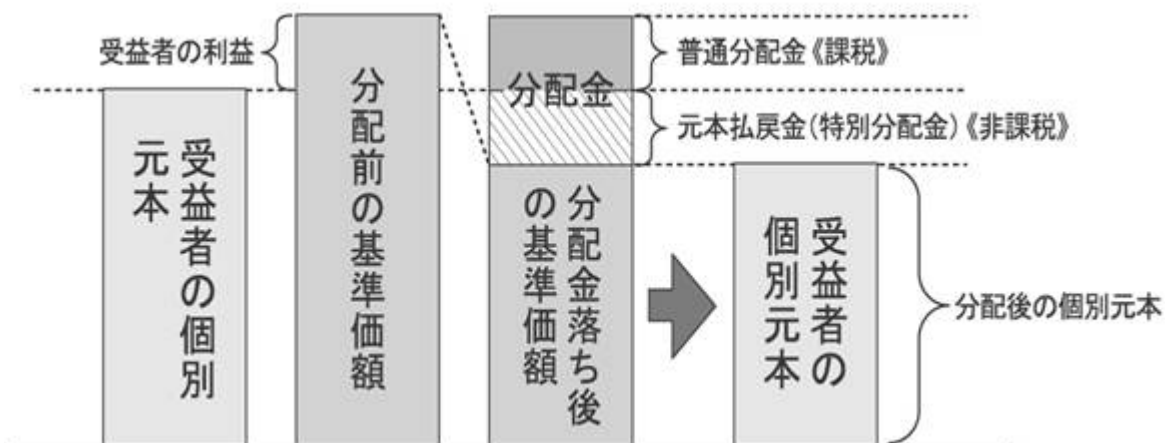 受益者の利益
受益者の個別
元本
分配前の基準価額
分配金
分配金落ち後
の基準価額
普通分配金《課税》
元本払戻金(特別分配金)《非課税》
受益者の
個別元本
分配後の個別元本